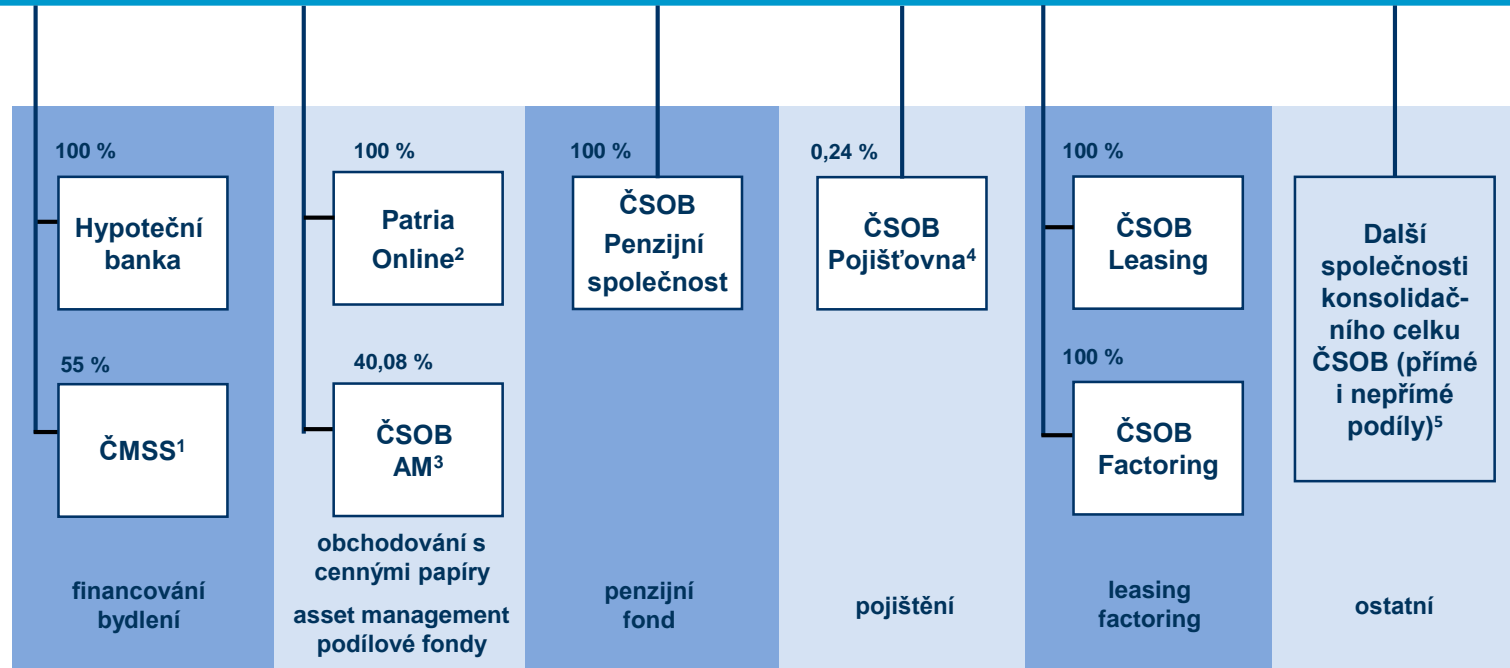 100 %
Hypoteční
banka
55 %
ČMSS1
financování
bydlení
100 %
Patria
Online2
40,08 %
ČSOB
AM3
obchodování s
cennými papíry
asset management
podílové fondy
100 %
ČSOB
Penzijní
společnost
penzijní
fond
0,24 %
ČSOB
Pojišťovna4
pojištění
100 %
ČSOB
Leasing
100 %
ČSOB
Factoring
leasing
factoring
Další
společnosti
konsolidač-
ního celku
ČSOB (přímé
i nepřímé
podíly)5
ostatní